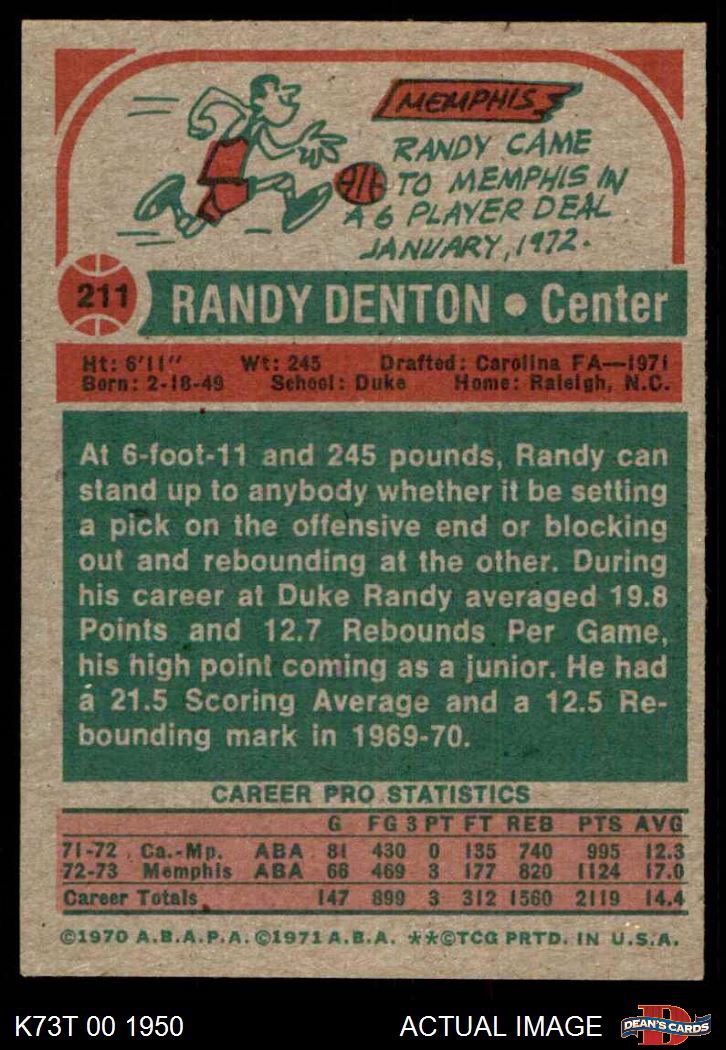 MEMPHIS
RANDY CAME
TO MEMPHIS IN
A 6 PLAYER DEAL
JANUARY, 1972.
211
RANDY DENTON • Center
Ht: 6'11" Wt: 245 Drafted: Carolina FA—1971
Born: 2-18-49 School: Duke Home: Raleigh, N.C.
At 6-foot-11 and 245 pounds, Randy can
stand up to anybody whether it be setting
a pick on the offensive end or blocking
out and rebounding at the other. During
his career at Duke Randy averaged 19.8
Points and 12.7 Rebounds Per Game,
his high point coming as a junior. He had
a 21.5 Scoring Average and a 12.5 Re-
bounding mark in 1969-70.
CAREER PRO STATISTICS
G FG 3 PT FT REB PTS AVG
71-72 Ca.-Mp. ABA 81 430 0 135 740 995 12.3
72-73 Memphis ABA 66 469 3 177 820 1124 17.0
Career Totals 147 899 3 312 1560 2119 14.4
©1970 A.B.A.P.A. ©1971 A.B.A. **©TCG PRTD. IN U.S.A.
K73T 00 1950 ACTUAL IMAGE D DEAN'S CARDS